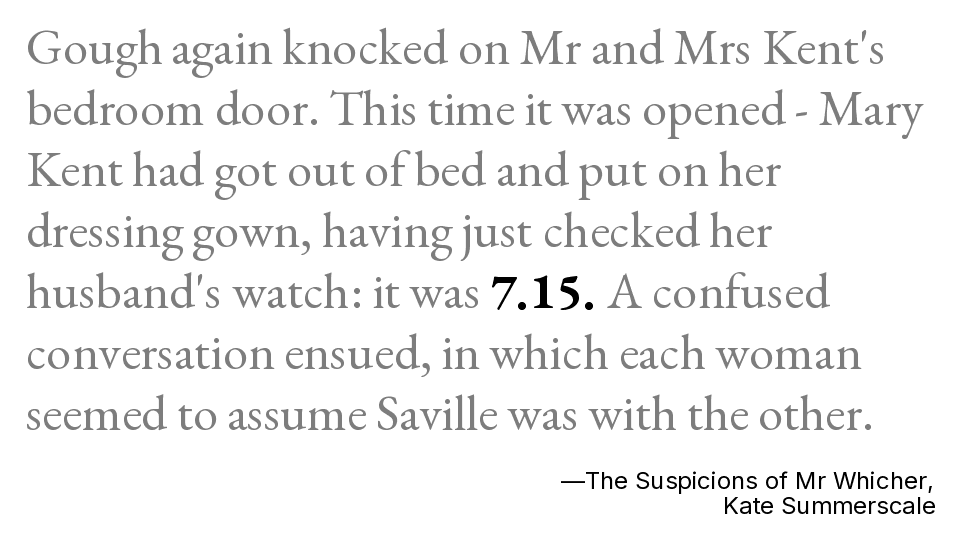 Gough again knocked on Mr and Mrs Kent's
bedroom door. This time it was opened - Mary
Kent had got out of bed and put on her
dressing gown, having just checked her
husband's watch: it was 7.15. A confused
conversation ensued, in which each woman
seemed to assume Saville was with the other.
—The Suspicions of Mr Whicher,
Kate Summerscale